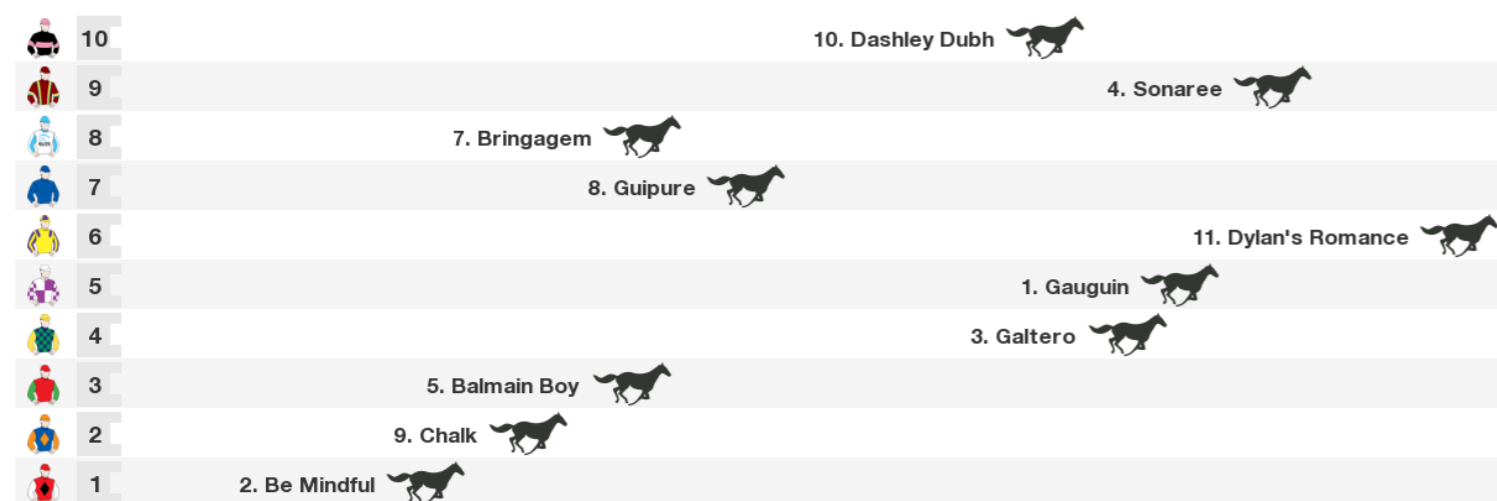 10 10. Dashley Dubh
9 4. Sonaree
8 7. Bringagem
7 8. Guipure
6 11. Dylan's Romance
5 1. Gauguin
4 3. Galtero
3 5. Balmain Boy
2 9. Chalk
1 2. Be Mindful